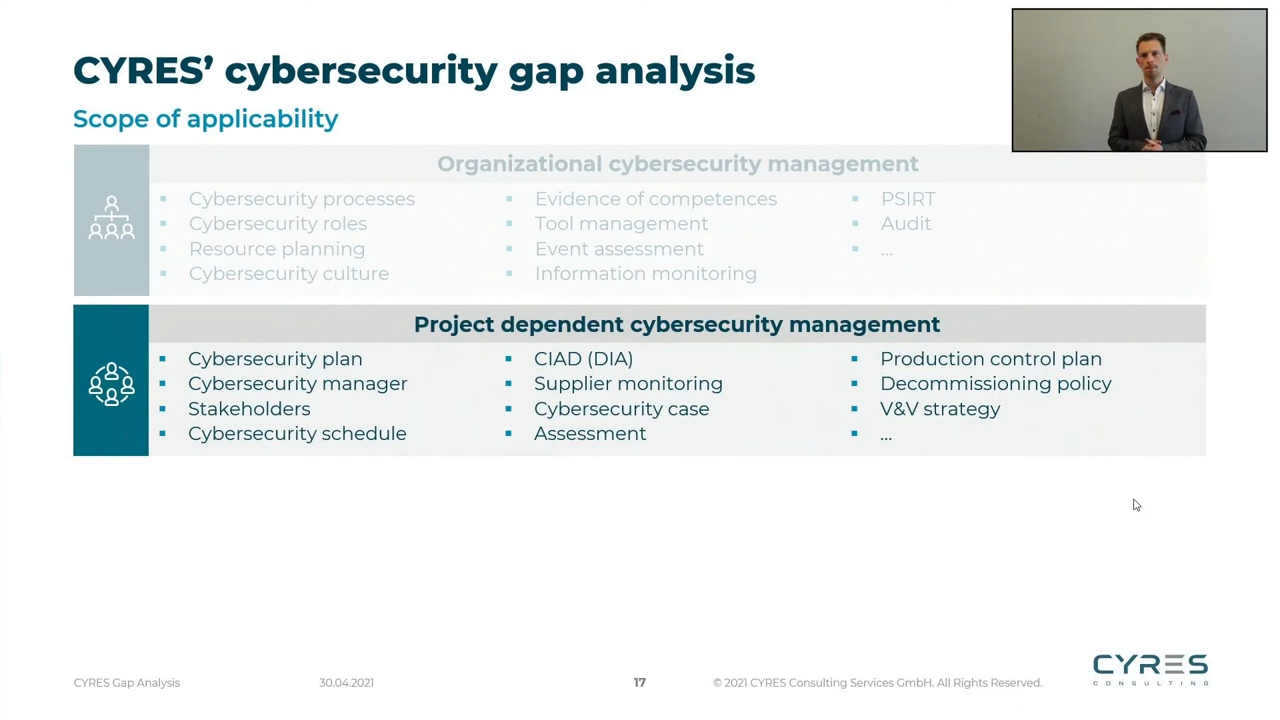 CYRES’ cybersecurity gap analysis
Scope of applicability
Organizational cybersecurity management
Cybersecurity processes
Cybersecurity roles
Resource planning
Cybersecurity culture
Evidence of competences
Tool management
Event assessment
Information monitoring
PSIRT
Audit
...
Project dependent cybersecurity management
Cybersecurity plan
Cybersecurity manager
Stakeholders
Cybersecurity schedule
CIAD (DIA)
Supplier monitoring
Cybersecurity case
Assessment
Production control plan
Decommissioning policy
V&V strategy
...
CYRES
CONSULTING
CYRES Gap Analysis
30.04.2021
17
© 2021 CYRES Consulting Services GmbH. All Rights Reserved.